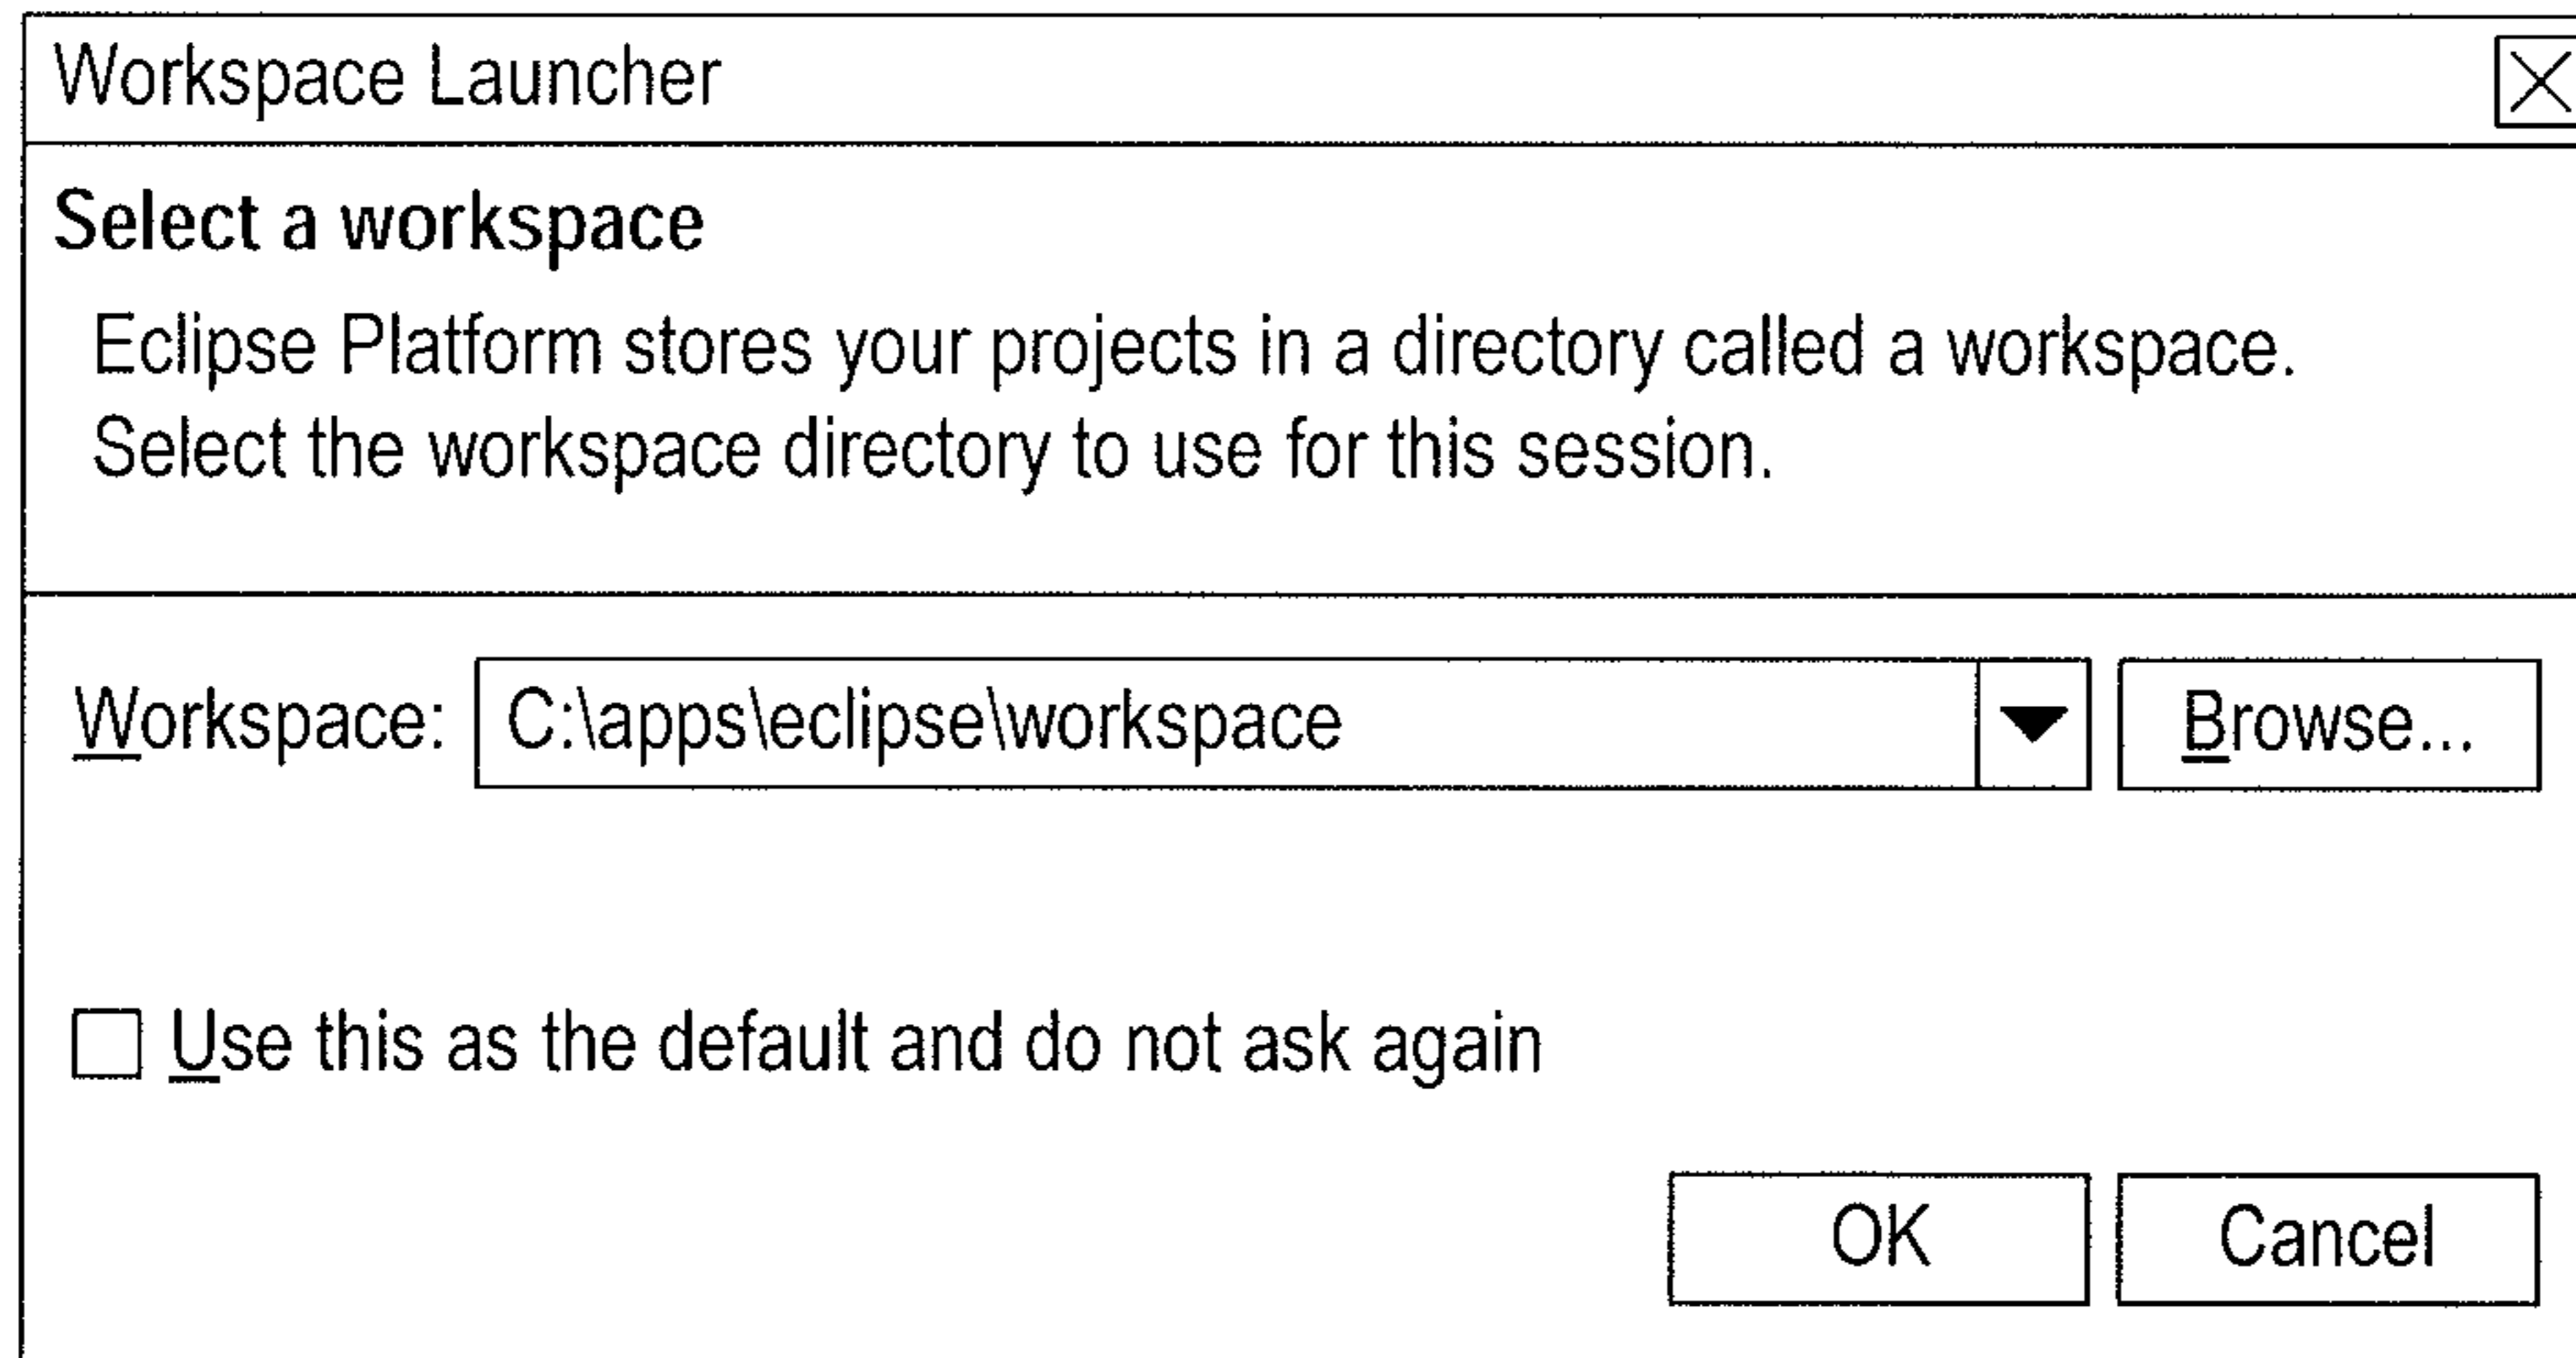 Workspace Launcher
Select a workspace
Eclipse Platform stores your projects in a directory called a workspace.
Select the workspace directory to use for this session.
Workspace: C:\apps\eclipse\workspace Browse...
Use this as the default and do not ask again
OK Cancel